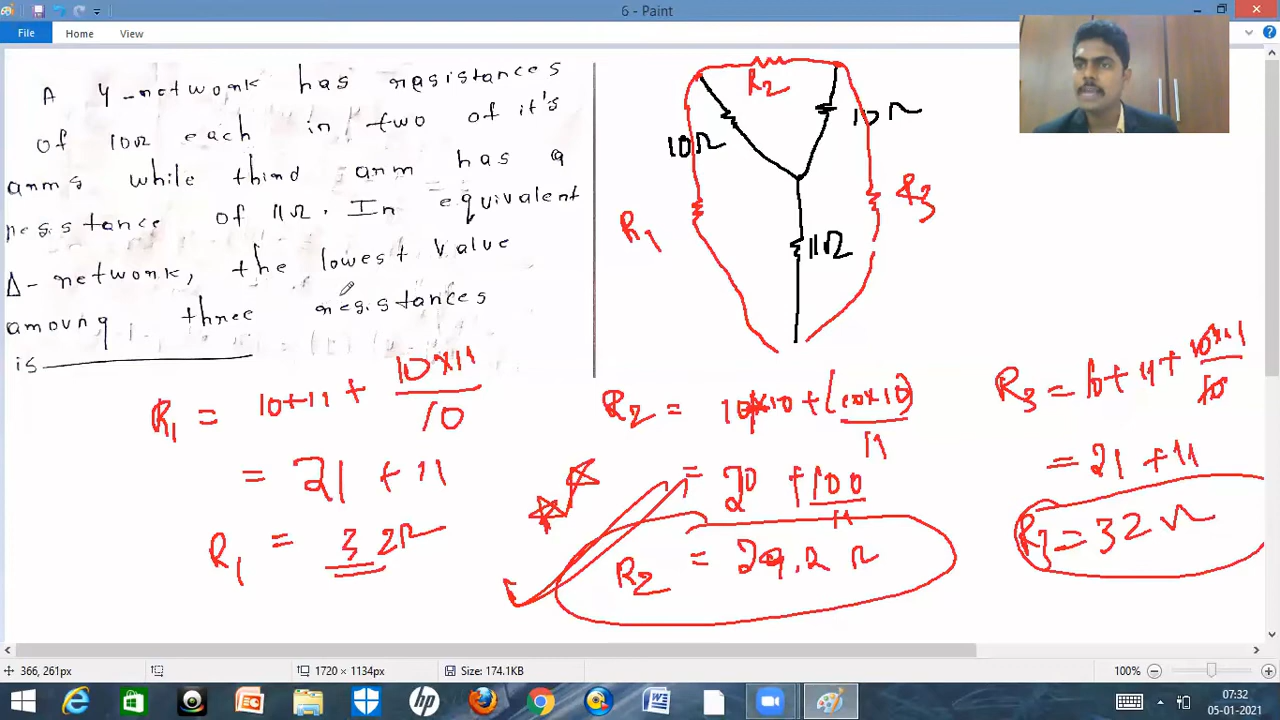 6 - Paint
File
Home
View
A Y-network has resistances
of 10Ω each in two of it's
arms while third arm has a
resistance of 11Ω. In equivalent
Δ-network, the lowest value
among three resistances
is
R2
10Ω
10Ω
R1
R3
11Ω
R1 = 10+11 + 10×11 / 10
= 21 + 11
R1 = 32Ω
R2 = 10+10 + (10×10) / 11
= 20 + 100 / 11
R2 = 29.2 Ω
R3 = 10+11+ 10×11 / 10
= 21 + 11
R3 = 32 Ω
366, 261px
1720 × 1134px
Size: 174.1KB
100%
07:32
05-01-2021